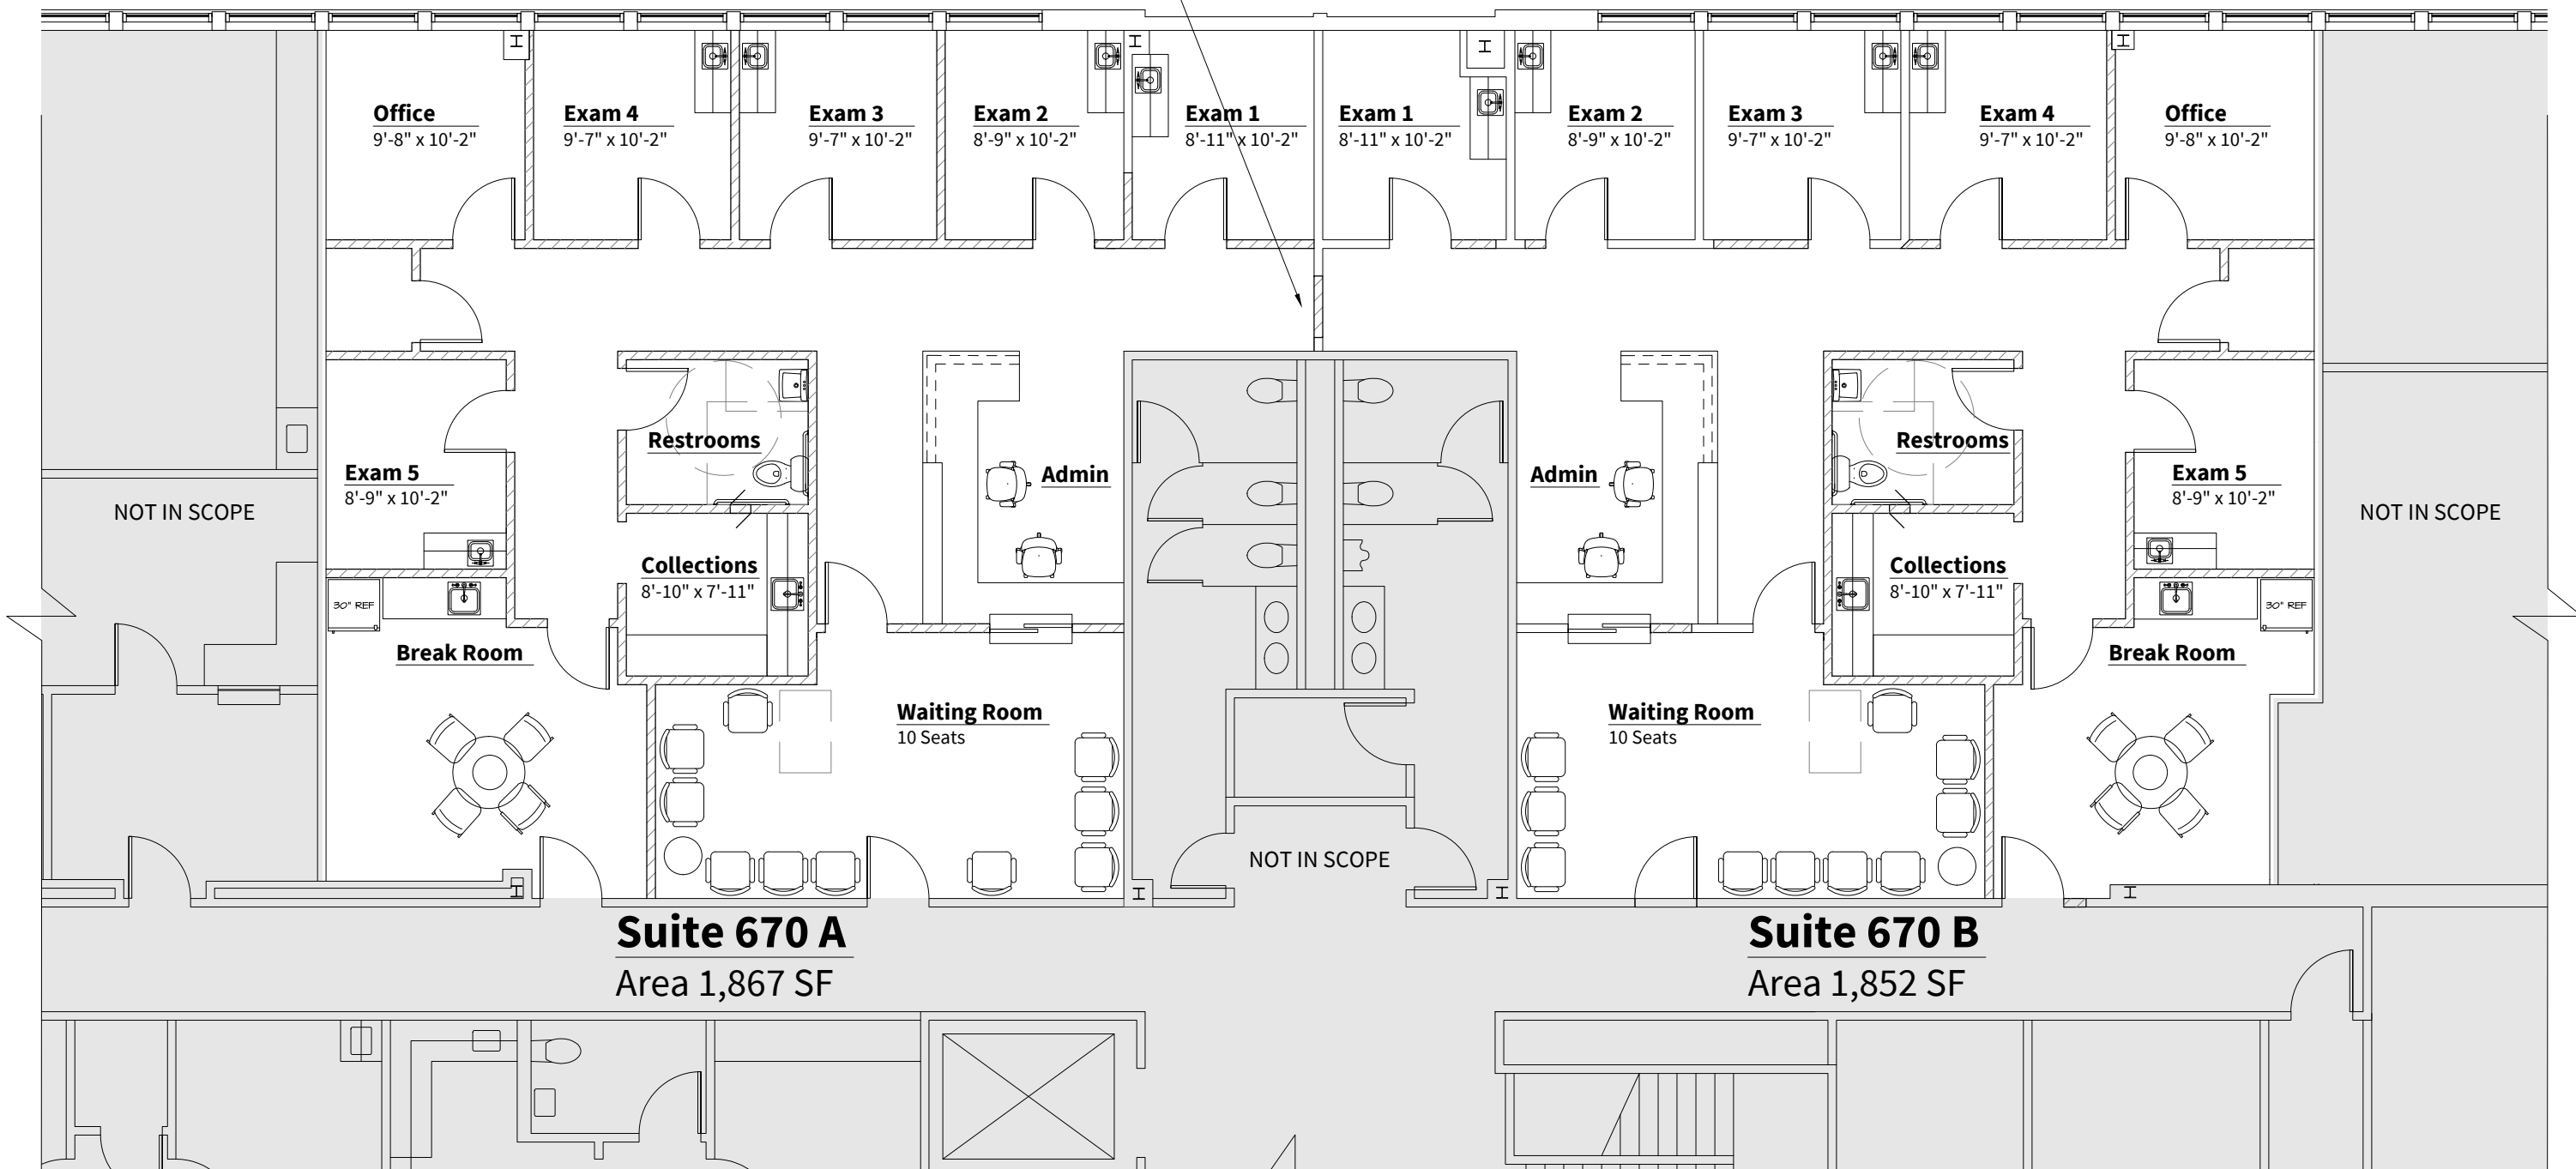 Office
9'-8" x 10'-2"
Exam 4
9'-7" x 10'-2"
Exam 3
9'-7" x 10'-2"
Exam 2
8'-9" x 10'-2"
Exam 1
8'-11" x 10'-2"
Exam 1
8'-11" x 10'-2"
Exam 2
8'-9" x 10'-2"
Exam 3
9'-7" x 10'-2"
Exam 4
9'-7" x 10'-2"
Office
9'-8" x 10'-2"
NOT IN SCOPE
Exam 5
8'-9" x 10'-2"
Restrooms
Admin
Admin
Restrooms
Exam 5
8'-9" x 10'-2"
NOT IN SCOPE
Collections
8'-10" x 7'-11"
Collections
8'-10" x 7'-11"
30" REF
30" REF
Break Room
Break Room
Waiting Room
10 Seats
Waiting Room
10 Seats
NOT IN SCOPE
Suite 670 A
Area 1,867 SF
Suite 670 B
Area 1,852 SF